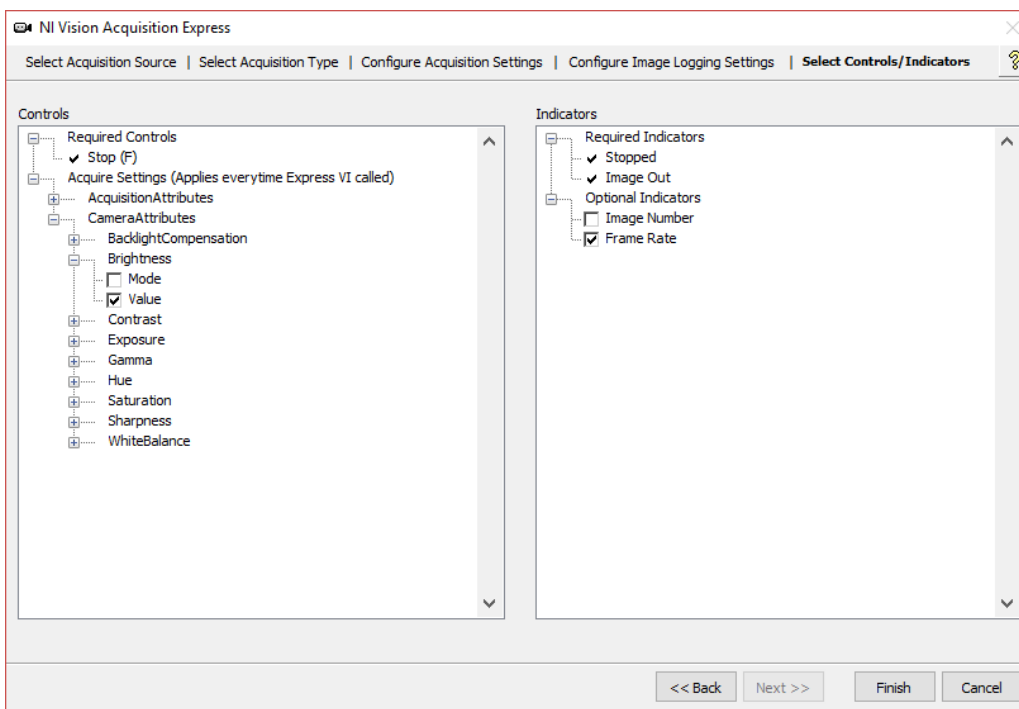 NI Vision Acquisition Express
Select Acquisition Source | Select Acquisition Type | Configure Acquisition Settings | Configure Image Logging Settings | Select Controls/Indicators
Controls
Required Controls
Stop (F)
Acquire Settings (Applies everytime Express VI called)
AcquisitionAttributes
CameraAttributes
BacklightCompensation
Brightness
Mode
Value
Contrast
Exposure
Gamma
Hue
Saturation
Sharpness
WhiteBalance
Indicators
Required Indicators
Stopped
Image Out
Optional Indicators
Image Number
Frame Rate
<< Back
Next >>
Finish
Cancel